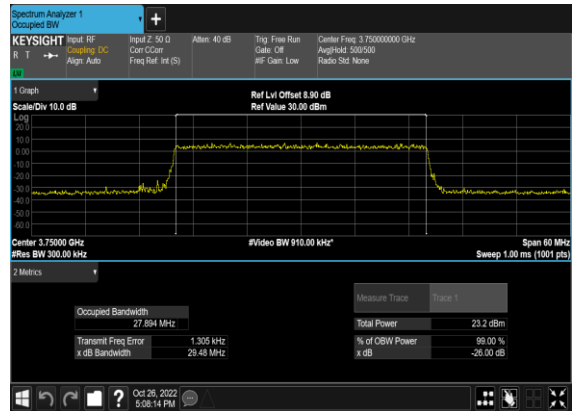 Spectrum Analyzer 1
Occupied BW
+
KEYSIGHT Input: RF Input Z: 50 Ω Atten: 40 dB Trig: Free Run Center Freq: 3.750000000 GHz
R T Coupling: DC Corr CCorr Gate: Off Avg|Hold: 500/500
Align: Auto Freq Ref: Int (S) #IF Gain: Low Radio Std: None
LXI
1 Graph
Ref Lvl Offset 8.90 dB
Scale/Div 10.0 dB Ref Value 30.00 dBm
Log
20.0
10.0
0.00
-10.0
-20.0
-30.0
-40.0
-50.0
-60.0
Center 3.75000 GHz #Video BW 910.00 kHz* Span 60 MHz
#Res BW 300.00 kHz Sweep 1.00 ms (1001 pts)
2 Metrics
Measure Trace Trace 1
Occupied Bandwidth
27.894 MHz Total Power 23.2 dBm
Transmit Freq Error 1.305 kHz % of OBW Power 99.00 %
x dB Bandwidth 29.48 MHz x dB -26.00 dB
? Oct 26, 2022
5:08:14 PM